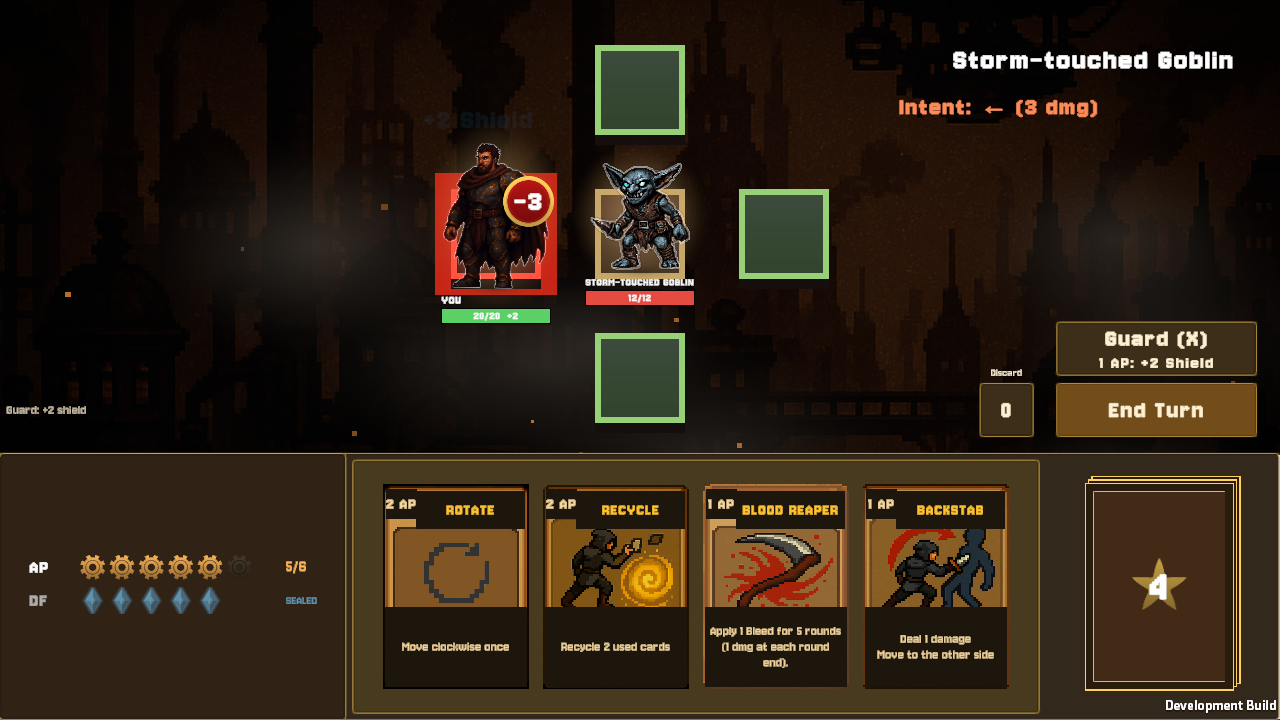 Storm-touched Goblin
Intent: ← (3 dmg)
+2 Shield
-3
STORM-TOUCHED GOBLIN
12/12
YOU
20/20 +2
Guard (X)
1 AP: +2 Shield
Discard
0
End Turn
Guard: +2 shield
AP
5/6
DF
SEALED
2 AP
ROTATE
Move clockwise once
2 AP
RECYCLE
Recycle 2 used cards
1 AP
BLOOD REAPER
Apply 1 Bleed for 5 rounds
(1 dmg at each round
end).
1 AP
BACKSTAB
Deal 1 damage
Move to the other side
4
Development Build